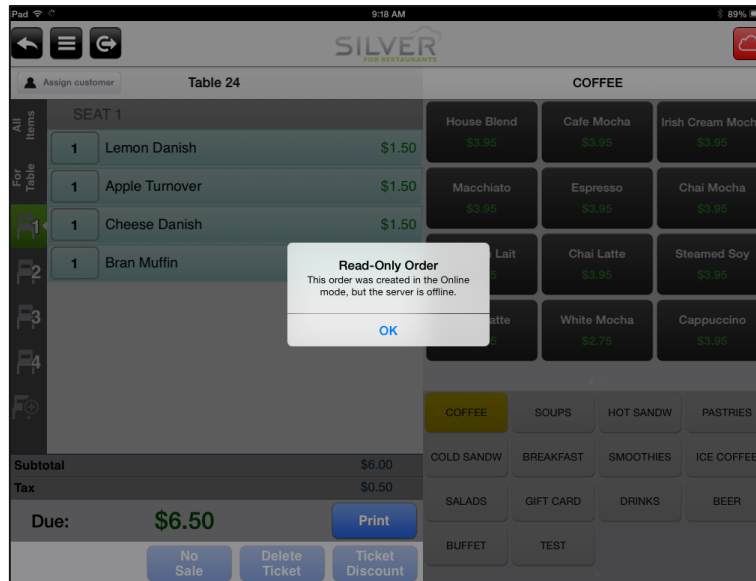 iPad
9:18 AM
89%
SILVER
FOR RESTAURANTS
Assign customer
Table 24
COFFEE
All Items
For Table
1
2
3
4
SEAT 1
1 Lemon Danish $1.50
1 Apple Turnover $1.50
1 Cheese Danish $1.50
1 Bran Muffin
Subtotal $6.00
Tax $0.50
Due: $6.50
Print
No Sale
Delete Ticket
Ticket Discount
House Blend
$3.95
Cafe Mocha
$3.95
Irish Cream Moch
$3.95
Macchiato
$3.95
Espresso
$3.95
Chai Mocha
$3.95
Lait
5
Chai Latte
$3.95
Steamed Soy
$3.95
atte
5
White Mocha
$2.75
Cappuccino
$3.95
Read-Only Order
This order was created in the Online
mode, but the server is offline.
OK
COFFEE
SOUPS
HOT SANDW
PASTRIES
COLD SANDW
BREAKFAST
SMOOTHIES
ICE COFFEE
SALADS
GIFT CARD
DRINKS
BEER
BUFFET
TEST